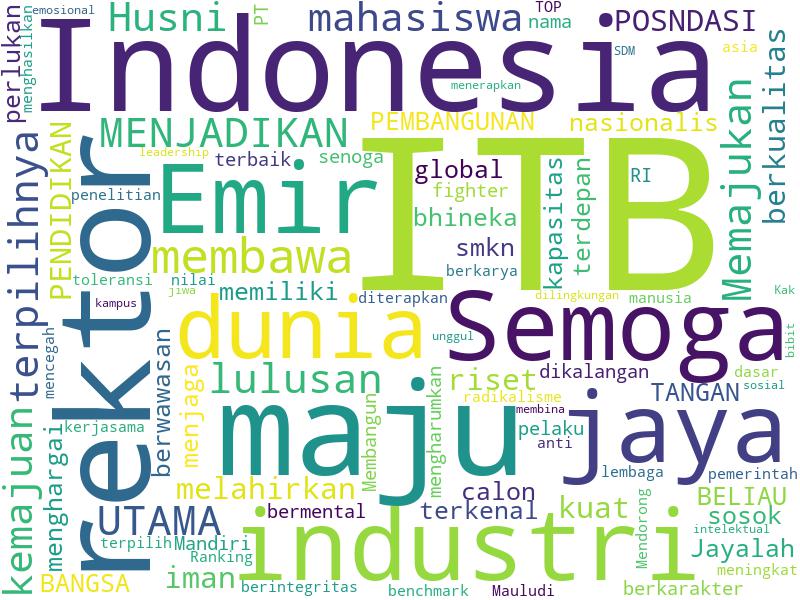 emosional
Husni
PT
mahasiswa
TOP
nama
POSNDASI
perlukan
menghasilkan
Indonesia
SDM
asia
berkualitas
menerapkan
MENJADIKAN
PEMBANGUNAN
nasionalis
Memajukan
terpilihnya
PENDIDIKAN
leadership
terbaik
senoga
global
ITB
RI
rektor
penelitian
Emir
fighter
kapasitas
terdepan
bhineka
membawa
smkn
berkarya
toleransi
nilai
jiwa
memiliki
diterapkan
dilingkungan
manusia
Kak
kampus
dunia
unggul
Semoga
bibit
mencegah
berwawasan
menjaga
lulusan
riset
dikalangan
dasar
sosial
radikalisme
TANGAN
Membangun
mengharumkan
maju
membina
jaya
kemajuan
menghargai
kerjasama
pelaku
anti
lembaga
pemerintah
melahirkan
calon
BELIAU
UTAMA
bermental
terkenal
kuat
sosok
Mendorong
intelektual
terpilih
Mandiri
industri
Jayalah
Ranking
meningkat
BANGSA
iman
berintegritas
benchmark
Mauludi
berkarakter